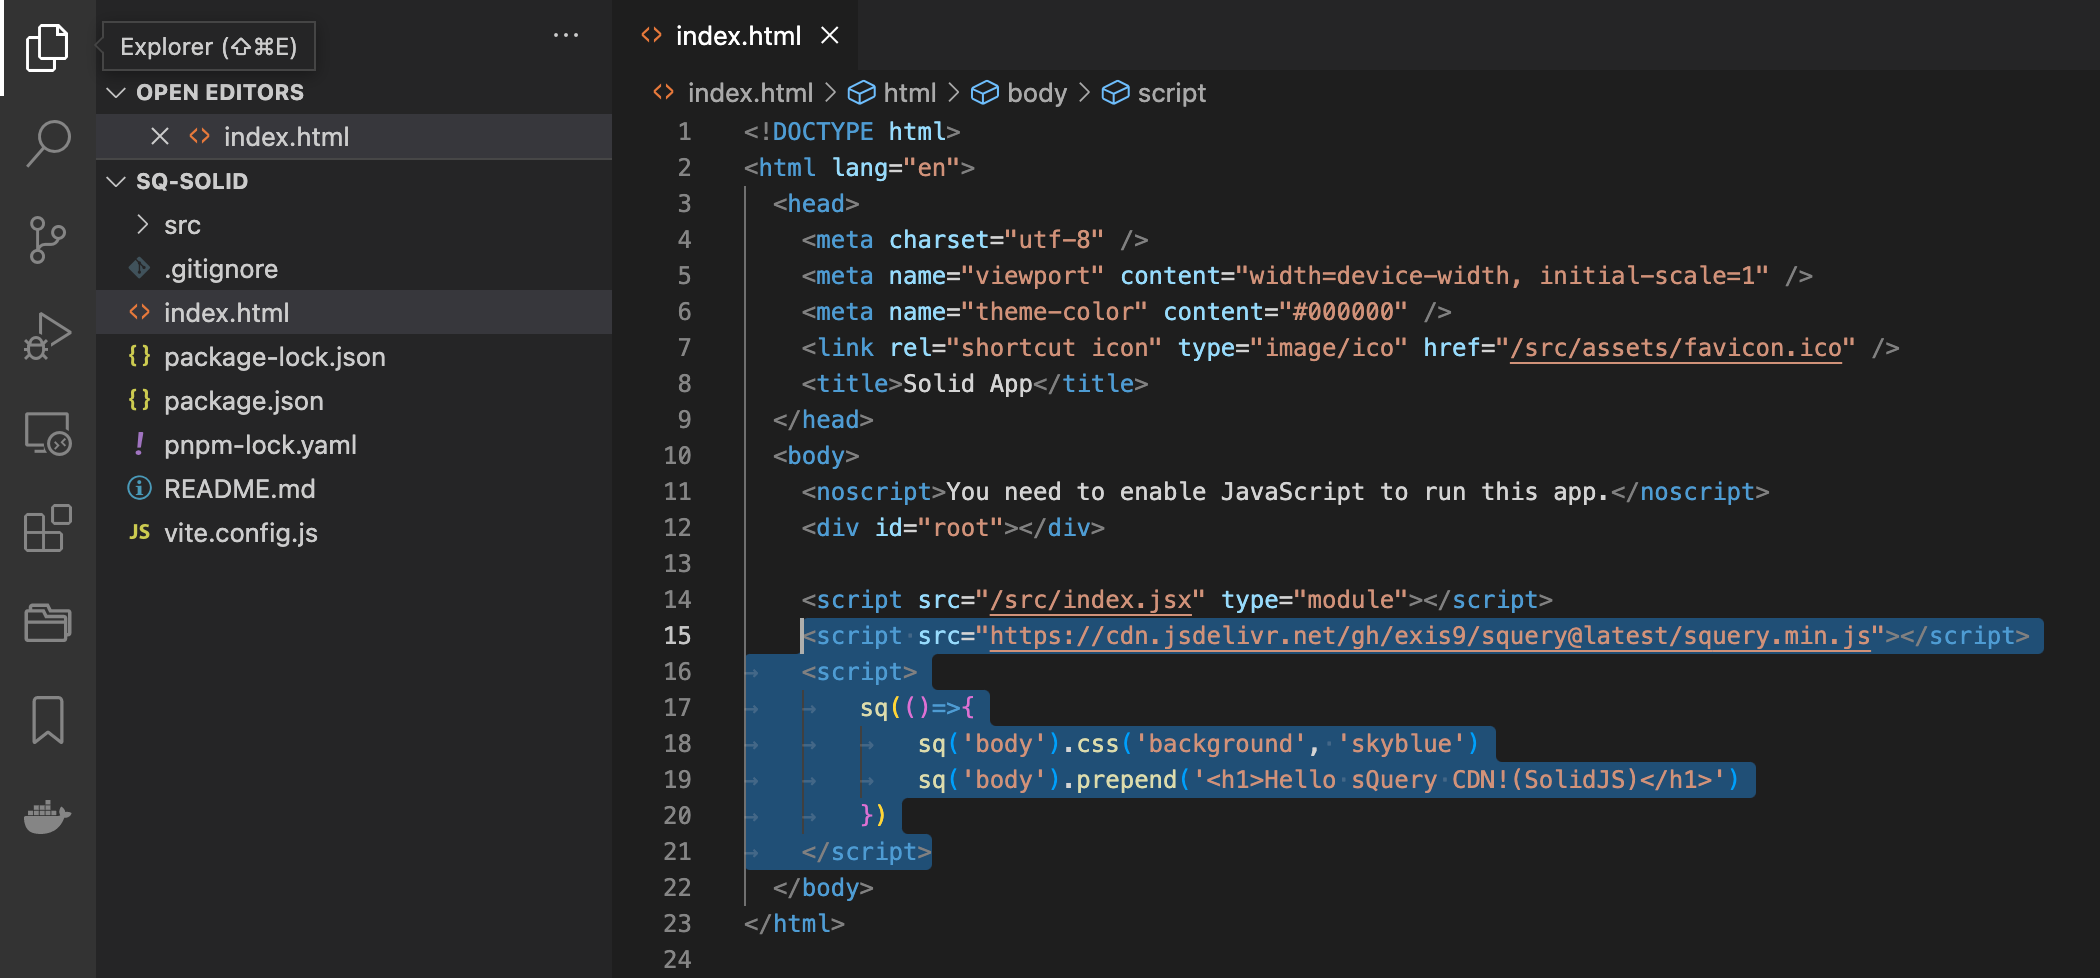 Explorer (⇧⌘E)
...
OPEN EDITORS
index.html
SQ-SOLID
src
.gitignore
index.html
{} package-lock.json
{} package.json
! pnpm-lock.yaml
README.md
JS vite.config.js
<> index.html
<> index.html > html > body > script
1 <!DOCTYPE html>
2 <html lang="en">
3 <head>
4 <meta charset="utf-8" />
5 <meta name="viewport" content="width=device-width, initial-scale=1" />
6 <meta name="theme-color" content="#000000" />
7 <link rel="shortcut icon" type="image/ico" href="/src/assets/favicon.ico" />
8 <title>Solid App</title>
9 </head>
10 <body>
11 <noscript>You need to enable JavaScript to run this app.</noscript>
12 <div id="root"></div>
13
14 <script src="/src/index.jsx" type="module"></script>
15 <script src="https://cdn.jsdelivr.net/gh/exis9/squery@latest/squery.min.js"></script>
16 <script>
17 sq(()=>{
18 sq('body').css('background', 'skyblue')
19 sq('body').prepend('<h1>Hello sQuery CDN!(SolidJS)</h1>')
20 })
21 </script>
22 </body>
23 </html>
24